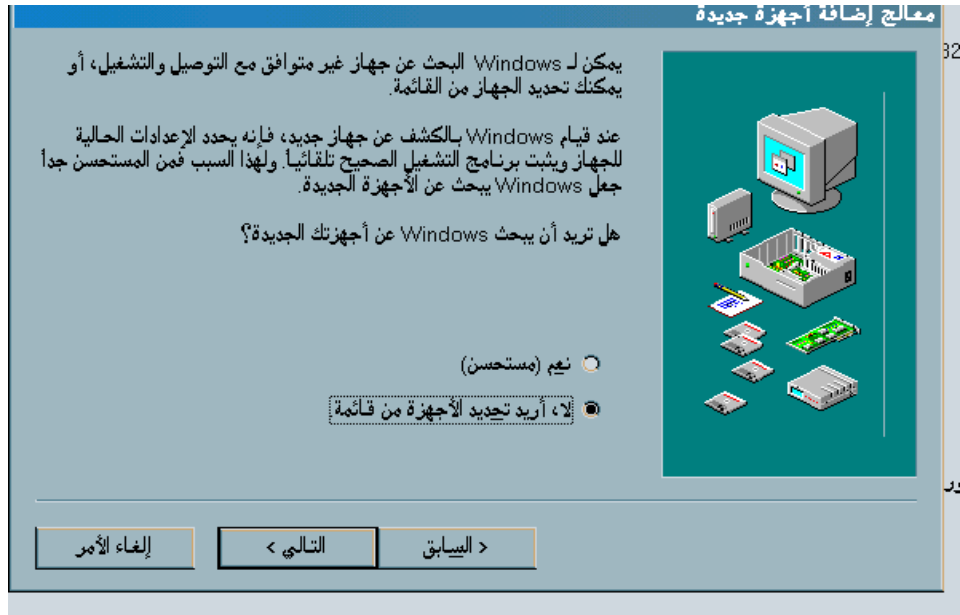 معالج إضافة أجهزة جديدة
يمكن لـ Windows البحث عن جهاز غير متوافق مع التوصيل والتشغيل، أو
يمكنك تحديد الجهاز من القائمة.
عند قيام Windows بالكشف عن جهاز جديد، فإنه يحدد الإعدادات الحالية
للجهاز ويثبت برنامج التشغيل الصحيح تلقائياً. ولهذا السبب فمن المستحسن جداً
جعل Windows يبحث عن الأجهزة الجديدة.
هل تريد أن يبحث Windows عن أجهزتك الجديدة؟
نعم (مستحسن)
لا، أريد تحديد الأجهزة من قائمة.
< السابق
التالي >
إلغاء الأمر
32
ور